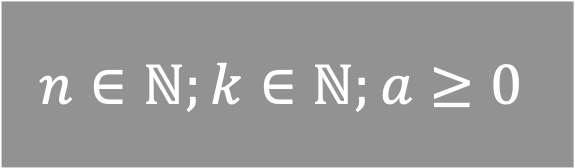 n ∈ ℕ; k ∈ ℕ; a ≥ 0